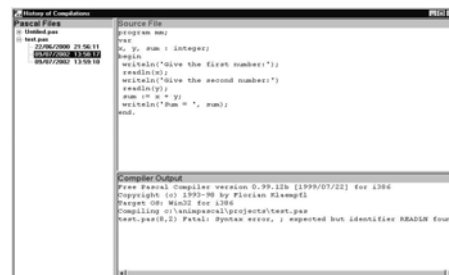 History of Compilations
Pascal Files
Untitled.pas
test.pas
22/06/2000 21:56:11
09/07/2002 13:58:17
09/07/2002 13:59:10
Source File
program mm;
var
x, y, sum : integer;
begin
writeln('Give the first number:');
readln(x);
writeln('Give the second number:')
readln(y);
sum := x + y;
writeln('Sum = ', sum);
end.
Compiler Output
Free Pascal Compiler version 0.99.12b [1999/07/22] for i386
Copyright (c) 1993-98 by Florian Klaempfl
Target OS: Win32 for i386
Compiling c:\animpascal\projects\test.pas
test.pas(8,2) Fatal: Syntax error, ; expected but identifier READLN foun